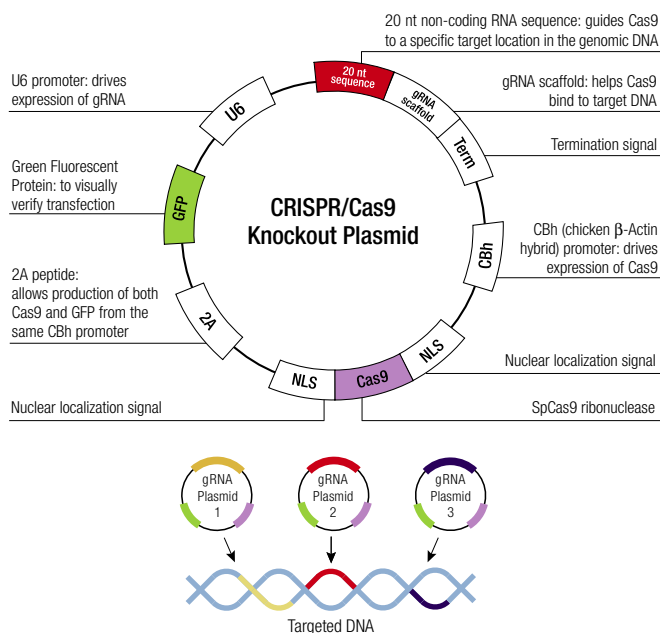 20 nt non-coding RNA sequence: guides Cas9
to a specific target location in the genomic DNA
U6 promoter: drives
expression of gRNA
20 nt
sequence
gRNA
scaffold
gRNA scaffold: helps Cas9
bind to target DNA
U6
Term
Termination signal
Green Fluorescent
Protein: to visually
verify transfection
GFP
CRISPR/Cas9
Knockout Plasmid
CBh
CBh (chicken β-Actin
hybrid) promoter: drives
expression of Cas9
2A peptide:
allows production of both
Cas9 and GFP from the
same CBh promoter
2A
NLS
Cas9
NLS
Nuclear localization signal
Nuclear localization signal
SpCas9 ribonuclease
gRNA
Plasmid
1
gRNA
Plasmid
2
gRNA
Plasmid
3
Targeted DNA